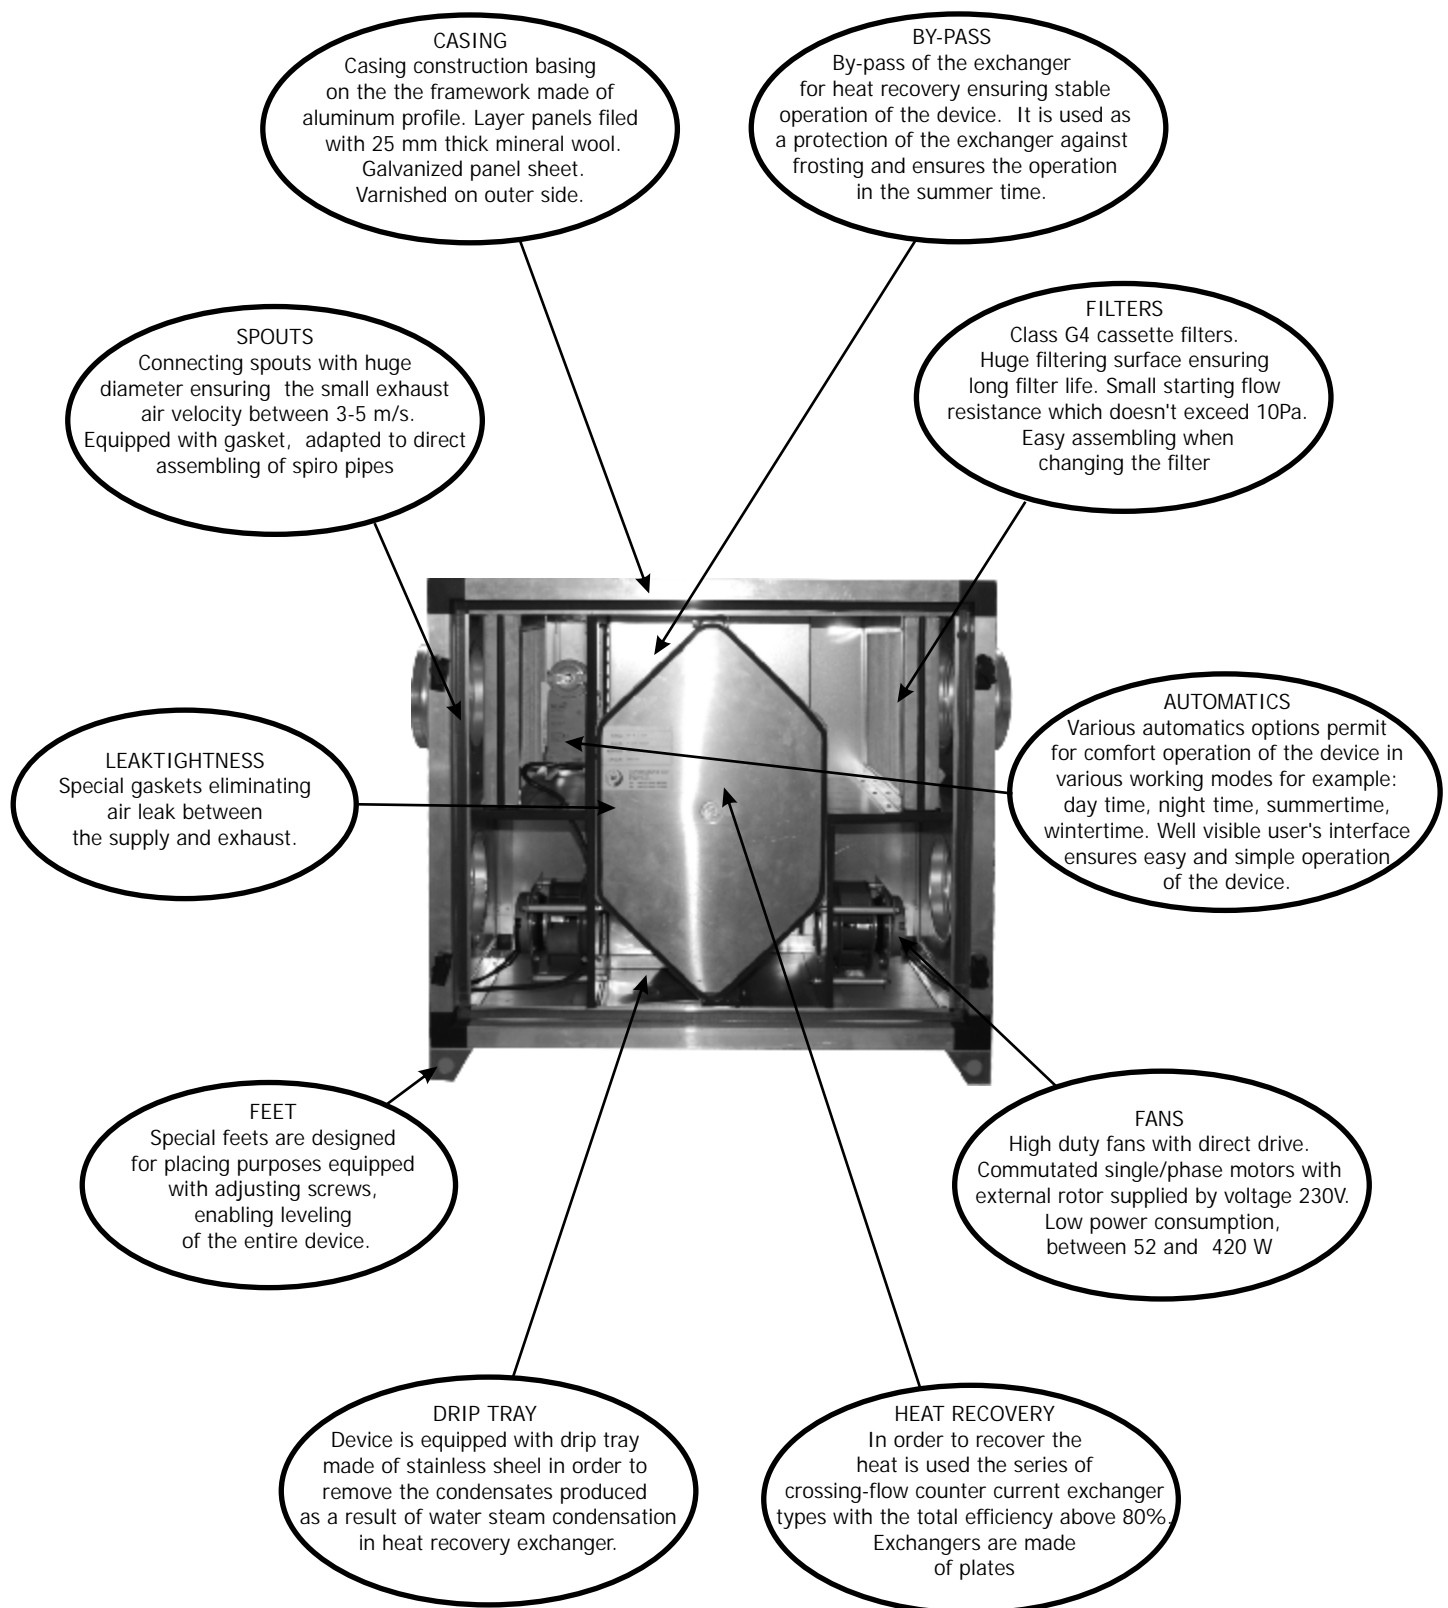 CASING
Casing construction basing
on the the framework made of
aluminum profile. Layer panels filed
with 25 mm thick mineral wool.
Galvanized panel sheet.
Varnished on outer side.
BY-PASS
By-pass of the exchanger
for heat recovery ensuring stable
operation of the device. It is used as
a protection of the exchanger against
frosting and ensures the operation
in the summer time.
SPOUTS
Connecting spouts with huge
diameter ensuring the small exhaust
air velocity between 3-5 m/s.
Equipped with gasket, adapted to direct
assembling of spiro pipes
FILTERS
Class G4 cassette filters.
Huge filtering surface ensuring
long filter life. Small starting flow
resistance which doesn't exceed 10Pa.
Easy assembling when
changing the filter
LEAKTIGHTNESS
Special gaskets eliminating
air leak between
the supply and exhaust.
AUTOMATICS
Various automatics options permit
for comfort operation of the device in
various working modes for example:
day time, night time, summertime,
wintertime. Well visible user's interface
ensures easy and simple operation
of the device.
FEET
Special feets are designed
for placing purposes equipped
with adjusting screws,
enabling leveling
of the entire device.
FANS
High duty fans with direct drive.
Commutated single/phase motors with
external rotor supplied by voltage 230V.
Low power consumption,
between 52 and 420 W
DRIP TRAY
Device is equipped with drip tray
made of stainless sheel in order to
remove the condensates produced
as a result of water steam condensation
in heat recovery exchanger.
HEAT RECOVERY
In order to recover the
heat is used the series of
crossing-flow counter current exchanger
types with the total efficiency above 80%.
Exchangers are made
of plates